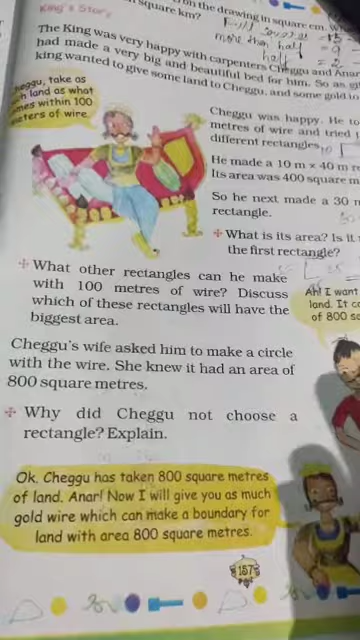 King's Story
on the drawing in square cm. Wh
square km?
more than half
half = 2
The King was very happy with carpenters Cheggu and Anar
had made a very big and beautiful bed for him. So as
king wanted to give some land to Cheggu, and some gold to
Cheggu, take as
land as what
comes within 100
meters of wire.
Cheggu was happy. He to
metres of wire and tried
different rectangles
He made a 10 m × 40 m re
Its area was 400 square m
So he next made a 30 m
rectangle.
✣ What is its area? Is it
the first rectangle?
✣ What other rectangles can he make
with 100 metres of wire? Discuss
which of these rectangles will have the
biggest area.
Ah! I want
land. It c
of 800 s
Cheggu's wife asked him to make a circle
with the wire. She knew it had an area of
800 square metres.
✣ Why did Cheggu not choose a
rectangle? Explain.
Ok. Cheggu has taken 800 square metres
of land. Anar! Now I will give you as much
gold wire which can make a boundary for
land with area 800 square metres.
157